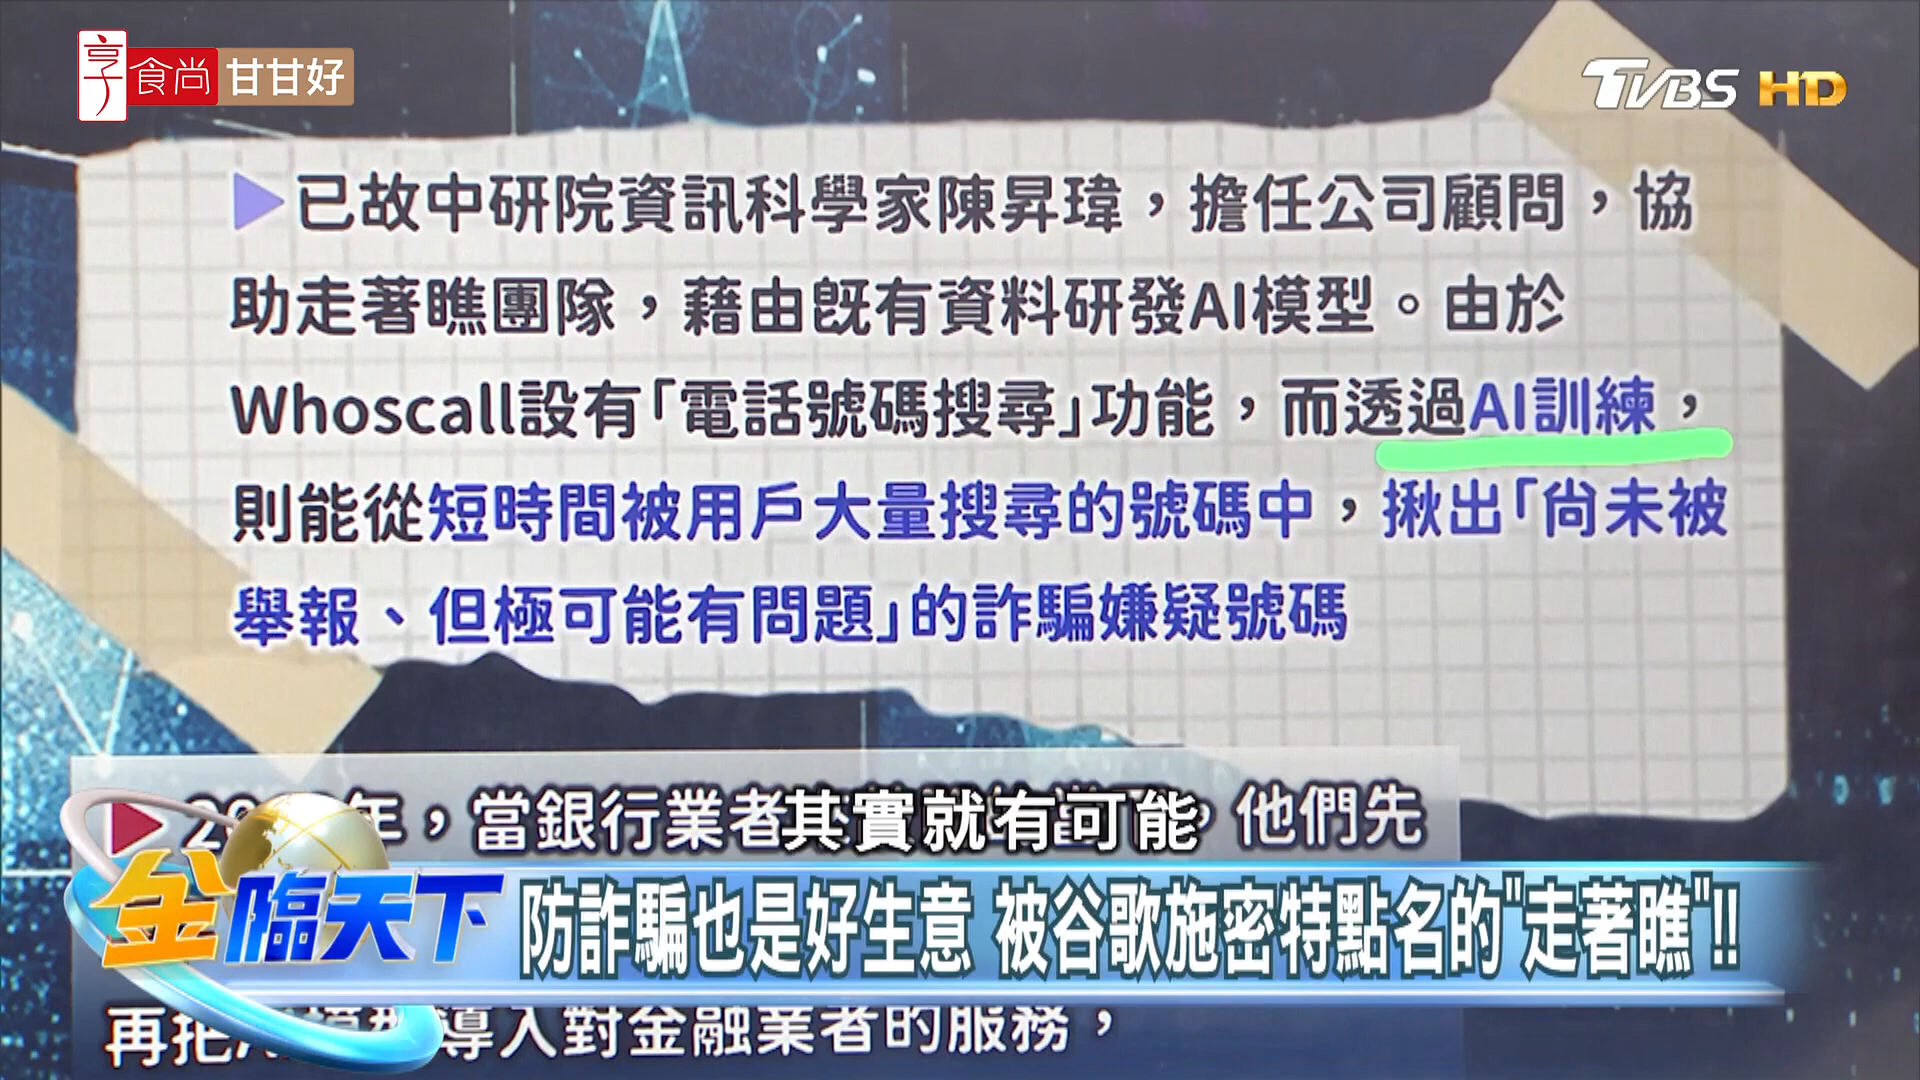 享食尚 甘甘好
TVBS HD
▶已故中研院資訊科學家陳昇瑋，擔任公司顧問，協
助走著瞧團隊，藉由既有資料研發AI模型。由於
Whoscall設有「電話號碼搜尋」功能，而透過AI訓練，
則能從短時間被用戶大量搜尋的號碼中，揪出「尚未被
舉報、但極可能有問題」的詐騙嫌疑號碼
年，當銀行業者
，他們先
其實就有可能
金臨天下
防詐騙也是好生意 被谷歌施密特點名的"走著瞧"!!
再把
導入對金融業者的服務，